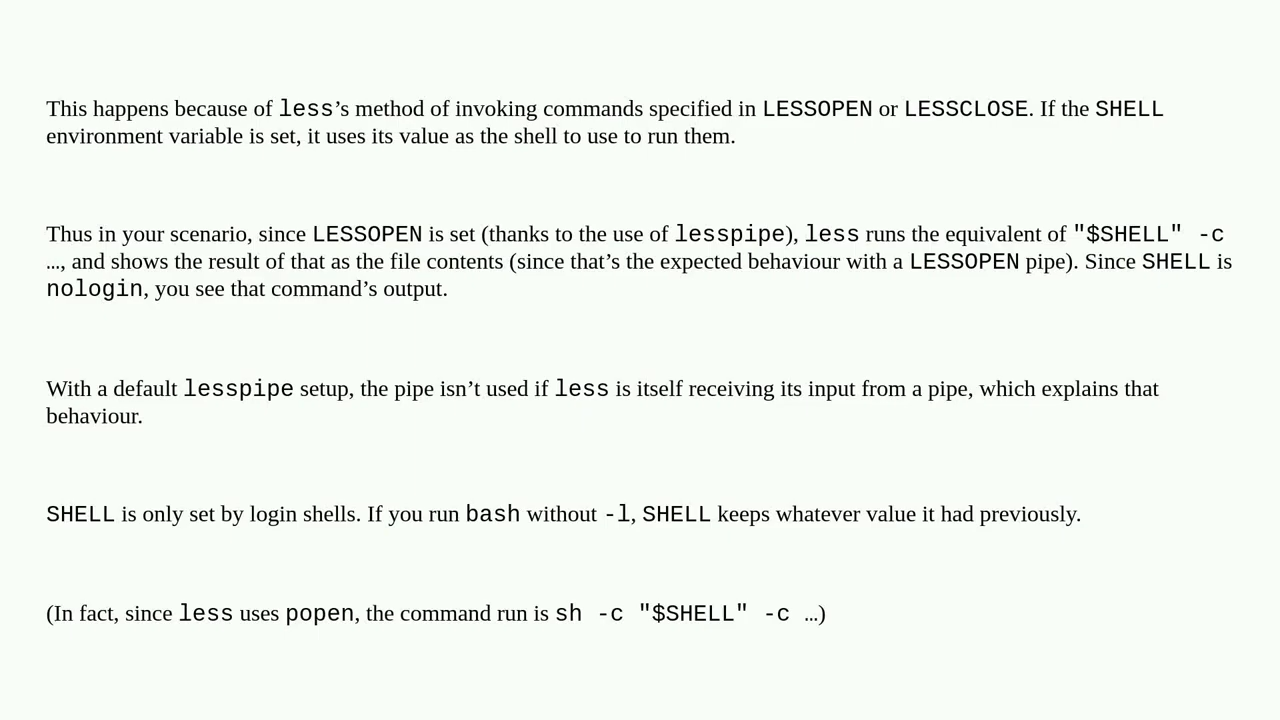 This happens because of less’s method of invoking commands specified in LESSOPEN or LESSCLOSE. If the SHELL
environment variable is set, it uses its value as the shell to use to run them.
Thus in your scenario, since LESSOPEN is set (thanks to the use of lesspipe), less runs the equivalent of "$SHELL" -c
…, and shows the result of that as the file contents (since that’s the expected behaviour with a LESSOPEN pipe). Since SHELL is
nologin, you see that command’s output.
With a default lesspipe setup, the pipe isn’t used if less is itself receiving its input from a pipe, which explains that
behaviour.
SHELL is only set by login shells. If you run bash without -l, SHELL keeps whatever value it had previously.
(In fact, since less uses popen, the command run is sh -c "$SHELL" -c …)